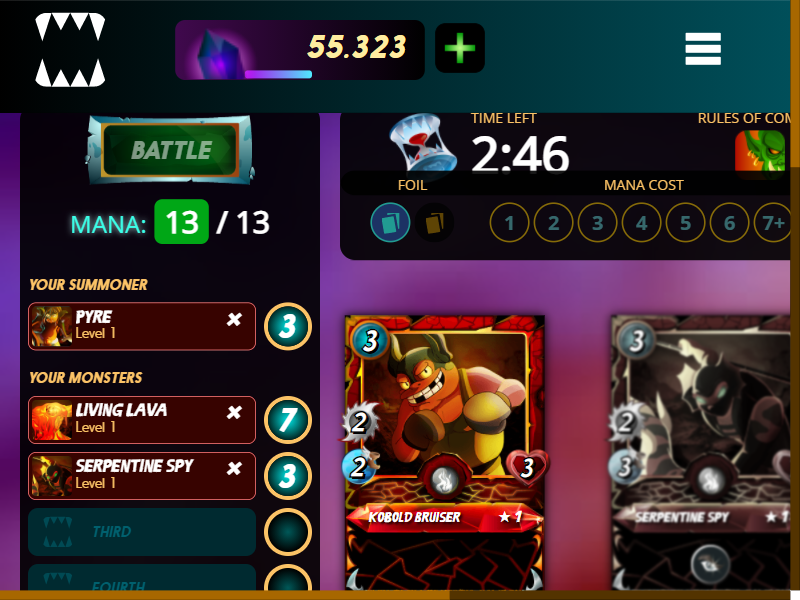 55.323
BATTLE
MANA: 13 / 13
YOUR SUMMONER
PYRE
Level 1
3
YOUR MONSTERS
LIVING LAVA
Level 1
7
SERPENTINE SPY
Level 1
3
THIRD
FOURTH
TIME LEFT
2:46
RULES OF COM
FOIL
MANA COST
1 2 3 4 5 6 7+
3
2
2
3
KOBOLD BRUISER ★ 1
3
2
3
SERPENTINE SPY ★ 1